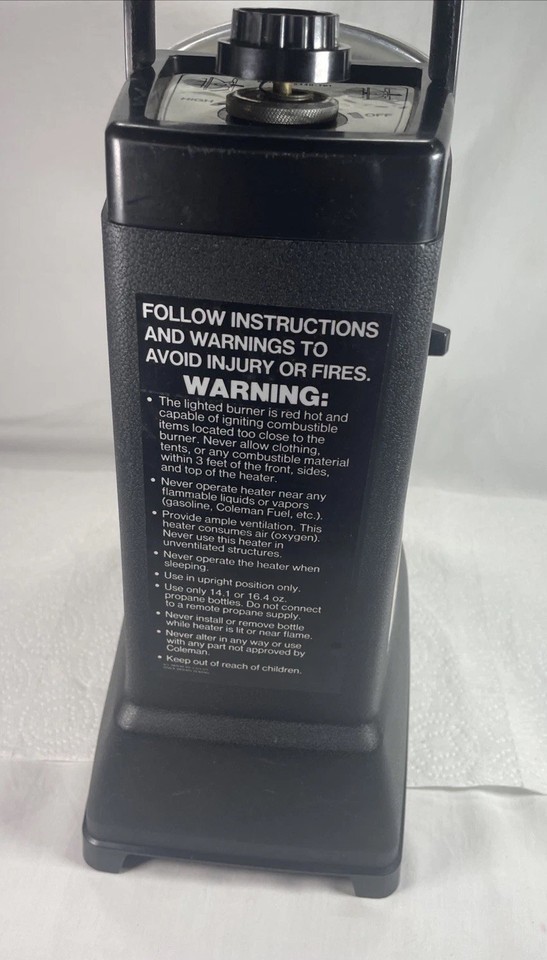 HIGH
OFF
FOLLOW INSTRUCTIONS
AND WARNINGS TO
AVOID INJURY OR FIRES.
WARNING:
• The lighted burner is red hot and
capable of igniting combustible
items located too close to the
burner. Never allow clothing,
tents, or any combustible material
within 3 feet of the front, sides,
and top of the heater.
• Never operate heater near any
flammable liquids or vapors
(gasoline, Coleman Fuel, etc.).
• Provide ample ventilation. This
heater consumes air (oxygen).
Never use this heater in
unventilated structures.
• Never operate the heater when
sleeping.
• Use in upright position only.
• Use only 14.1 or 16.4 oz.
propane bottles. Do not connect
to a remote propane supply.
• Never install or remove bottle
while heater is lit or near flame.
• Never alter in any way or use
with any part not approved by
Coleman.
• Keep out of reach of children.